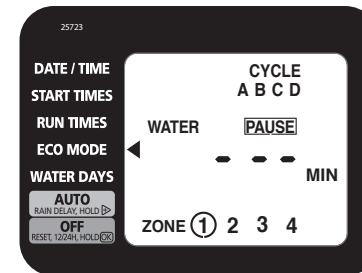 25723
DATE / TIME
START TIMES
RUN TIMES
ECO MODE
WATER DAYS
AUTO
RAIN DELAY, HOLD
OFF
RESET, 12/24H, HOLD OK
CYCLE
A B C D
WATER PAUSE
- - -
MIN
ZONE 1 2 3 4